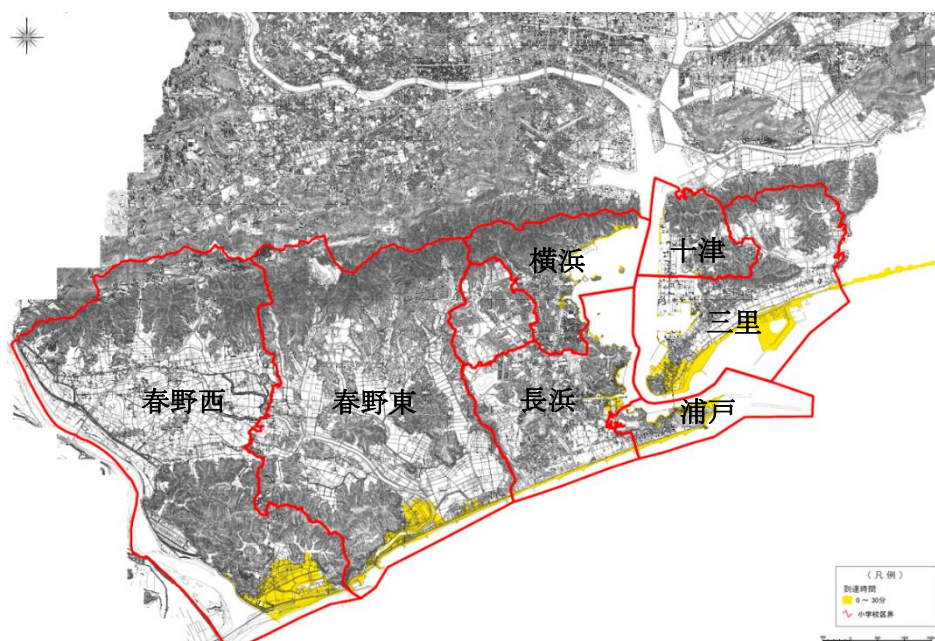 横浜
十津
三里
春野西
春野東
長浜
浦戸
〈凡例〉
到達時間
0 ～ 30分
小学校区界